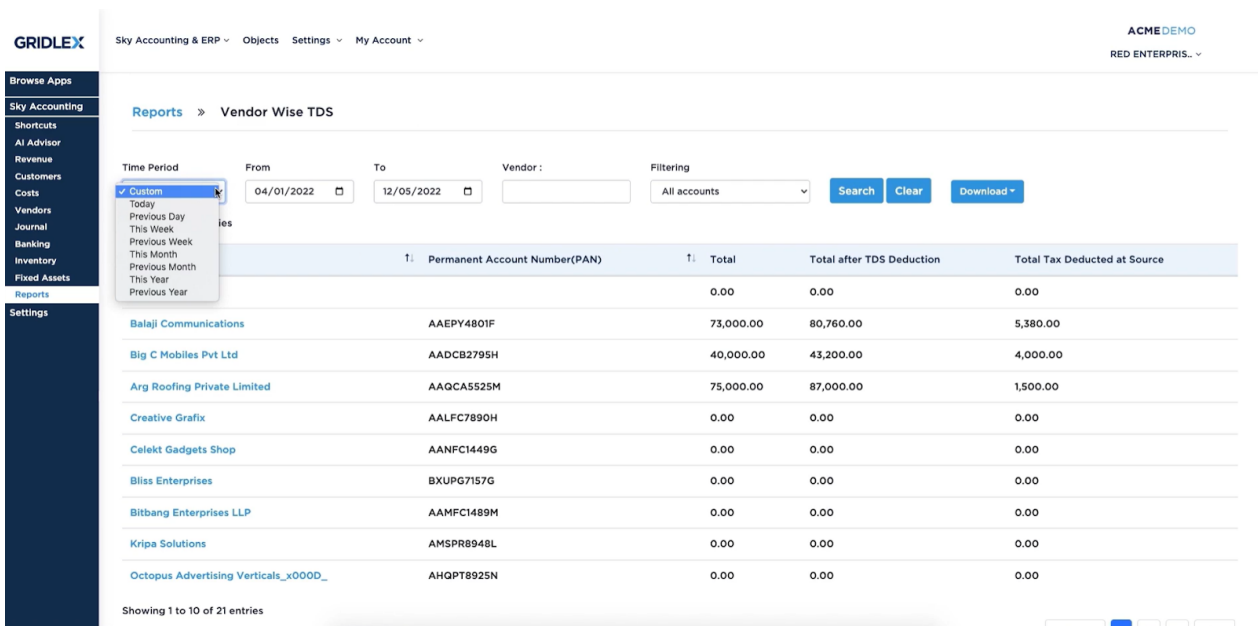 GRIDLEX
Sky Accounting & ERP Objects Settings My Account
ACMEDEMO
RED ENTERPRIS..
Browse Apps
Sky Accounting
Shortcuts
AI Advisor
Revenue
Customers
Costs
Vendors
Journal
Banking
Inventory
Fixed Assets
Reports
Settings
Reports » Vendor Wise TDS
Time Period From To Vendor : Filtering
04/01/2022 12/05/2022 All accounts Search Clear Download
✓ Custom
Today
Previous Day
This Week
Previous Week
This Month
Previous Month
This Year
Previous Year
ies
Permanent Account Number(PAN) Total Total after TDS Deduction Total Tax Deducted at Source
0.00 0.00 0.00
Balaji Communications AAEPY4801F 73,000.00 80,760.00 5,380.00
Big C Mobiles Pvt Ltd AADCB2795H 40,000.00 43,200.00 4,000.00
Arg Roofing Private Limited AAQCA5525M 75,000.00 87,000.00 1,500.00
Creative Grafix AALFC7890H 0.00 0.00 0.00
Celekt Gadgets Shop AANFC1449G 0.00 0.00 0.00
Bliss Enterprises BXUPG7157G 0.00 0.00 0.00
Bitbang Enterprises LLP AAMFC1489M 0.00 0.00 0.00
Kripa Solutions AMSPR8948L 0.00 0.00 0.00
Octopus Advertising Verticals_x000D_ AHQPT8925N 0.00 0.00 0.00
Showing 1 to 10 of 21 entries